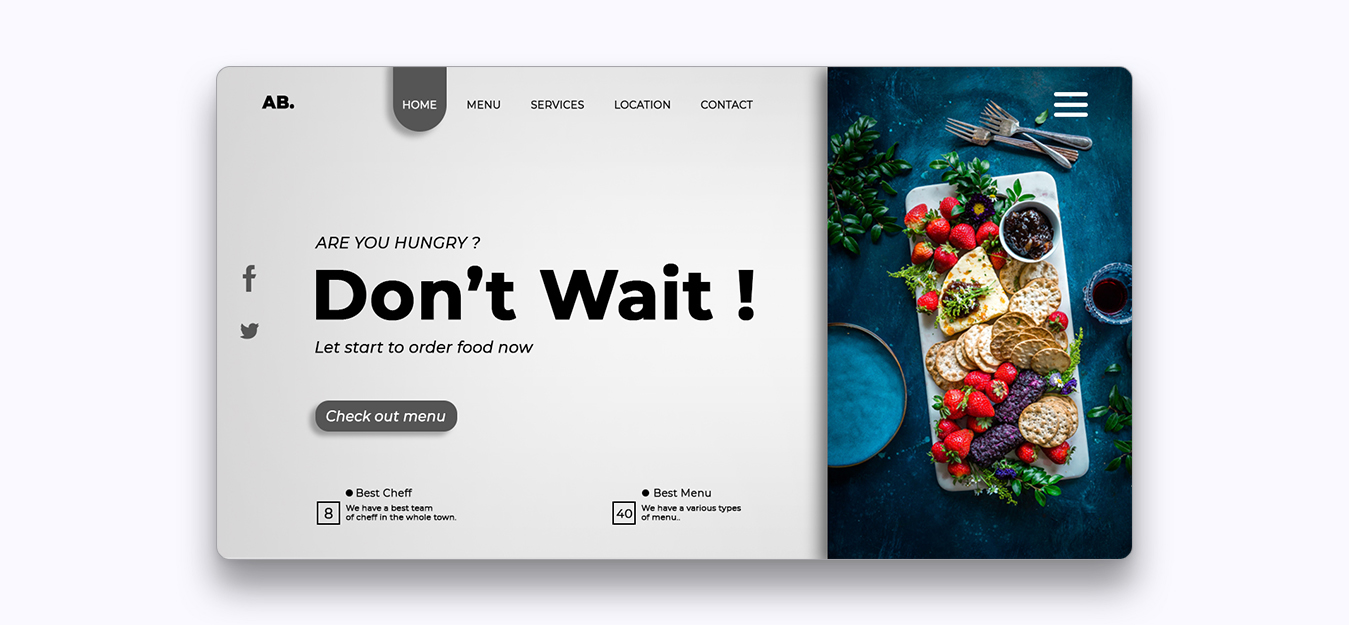 AB.
HOME MENU SERVICES LOCATION CONTACT
ARE YOU HUNGRY ?
Don’t Wait !
Let start to order food now
Check out menu
Best Cheff
8
We have a best team
of cheff in the whole town.
Best Menu
40
We have a various types
of menu..